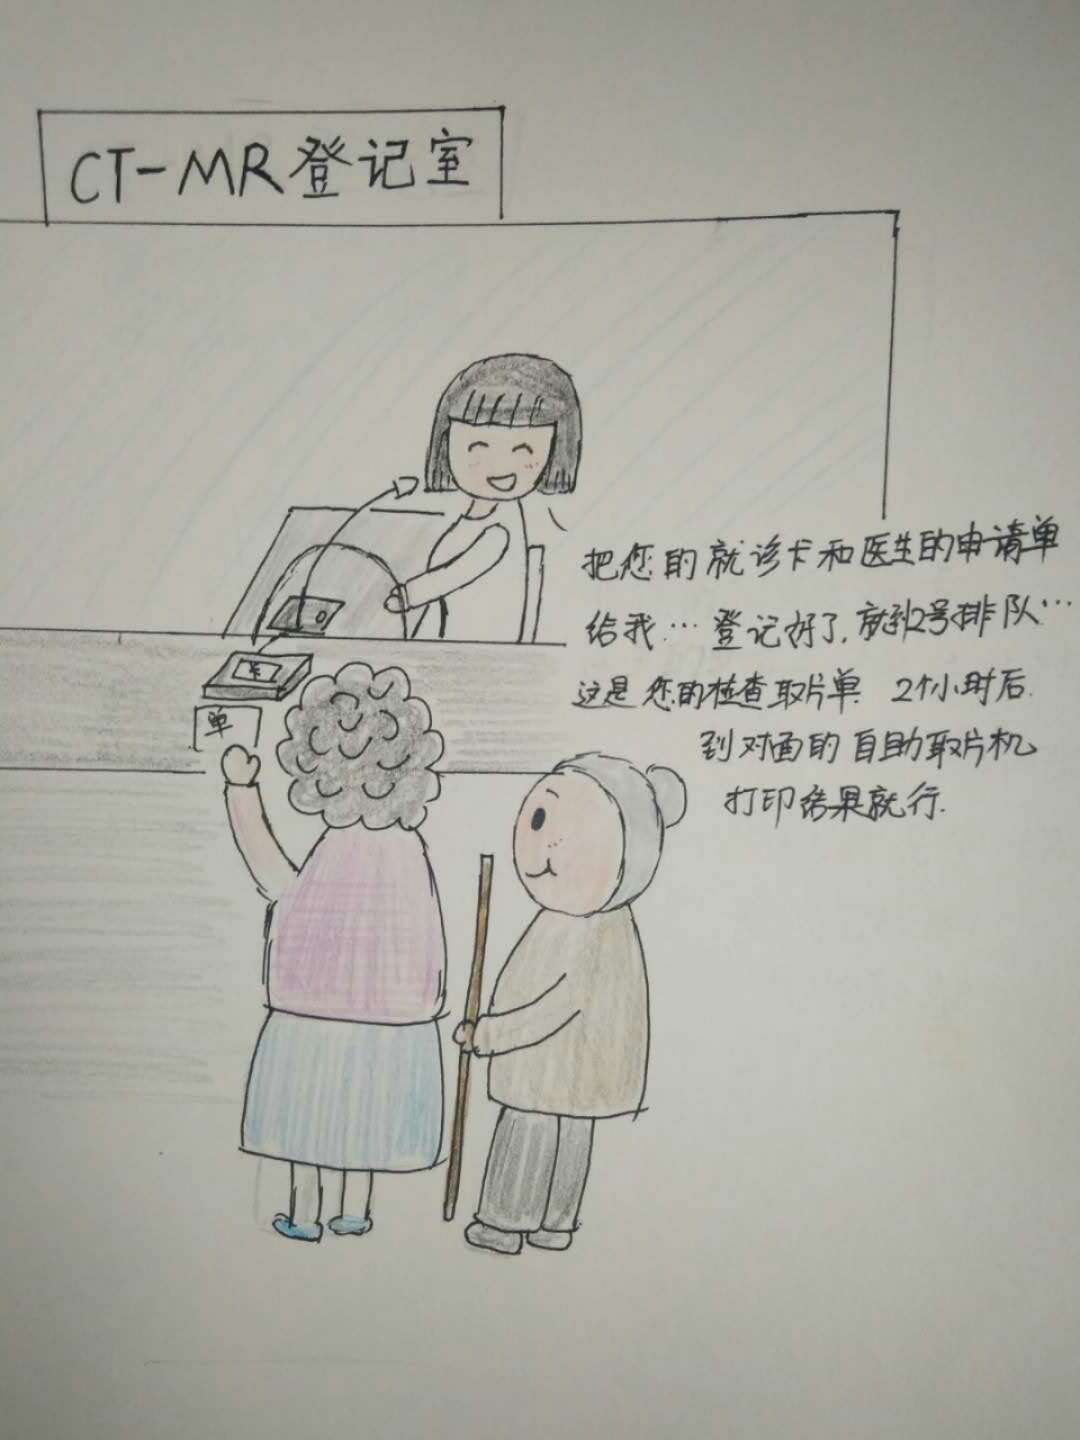 CT-MR登记室
把您的就诊卡和医生的申请单
给我…登记好了,就到2号排队…
这是您的检查取片单 2个小时后
到对面的自助取片机
打印结果就行.
单